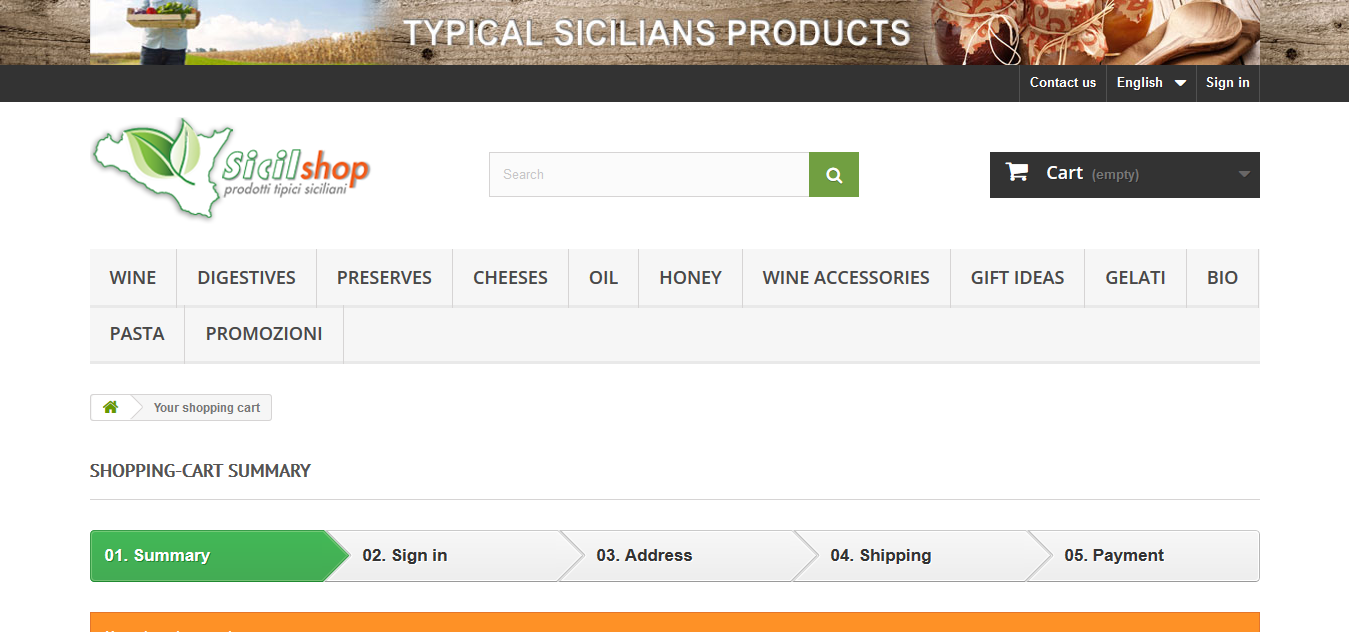 TYPICAL SICILIANS PRODUCTS
Contact us English Sign in
Sicilshop
prodotti tipici siciliani
Search
Cart (empty)
WINE DIGESTIVES PRESERVES CHEESES OIL HONEY WINE ACCESSORIES GIFT IDEAS GELATI BIO
PASTA PROMOZIONI
Your shopping cart
SHOPPING-CART SUMMARY
01. Summary 02. Sign in 03. Address 04. Shipping 05. Payment